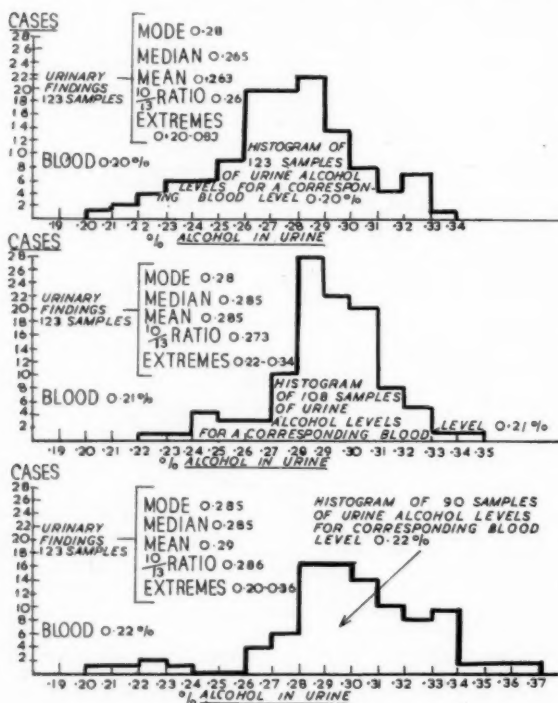 CASES
28
26
24
22
20
18
16
14
12
10
8
6
4
2
URINARY
FINDINGS
123 SAMPLES
MODE 0·28
MEDIAN 0·265
MEAN 0·263
10/13 RATIO 0·26
EXTREMES
BLOOD 0·20%
HISTOGRAM OF
123 SAMPLES
OF URINE ALCOHOL
LEVELS FOR A CORRESPON-
ING BLOOD LEVEL 0·20%
·19 ·20 ·21 ·22 ·23 ·24 ·25 ·26 ·27 ·28 ·29 ·30 ·31 ·32 ·33 ·34
% ALCOHOL IN URINE
CASES
28
26
24
22
20
18
16
14
12
10
8
6
4
2
URINARY
FINDINGS
123 SAMPLES
MODE 0·28
MEDIAN 0·285
MEAN 0·285
10/13 RATIO 0·273
EXTREMES 0·22-0·34
BLOOD 0·21%
HISTOGRAM
OF 108 SAMPLES
OF URINE
ALCOHOL LEVELS
FOR A CORRESPONDING BLOOD LEVEL 0·21%
·19 ·20 ·21 ·22 ·23 ·24 ·25 ·26 ·27 ·28 ·29 ·30 ·31 ·32 ·33 ·34 ·35
% ALCOHOL IN URINE
CASES
28
26
24
22
20
18
16
14
12
10
8
6
4
2
URINARY
FINDINGS
123 SAMPLES
MODE 0·285
MEDIAN 0·285
MEAN 0·29
10/13 RATIO 0·286
EXTREMES 0·20-0·36
BLOOD 0·22%
HISTOGRAM OF 90 SAMPLES
OF URINE ALCOHOL LEVELS
FOR CORRESPONDING BLOOD
LEVEL 0·22%
·19 ·20 ·21 ·22 ·23 ·24 ·25 ·26 ·27 ·28 ·29 ·30 ·31 ·32 ·33 ·34 ·36 ·37
% ALCOHOL IN URINE